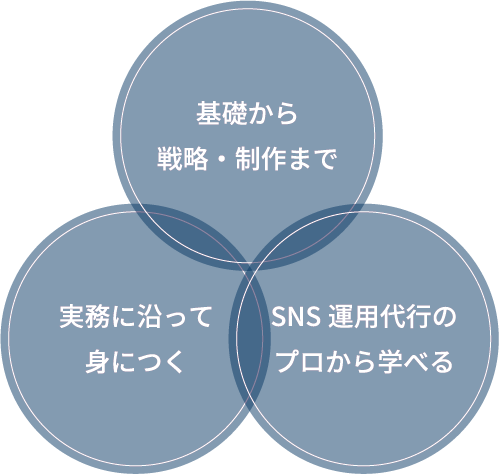 基礎から
戦略・制作まで
実務に沿って
身につく
SNS 運用代行の
プロから学べる